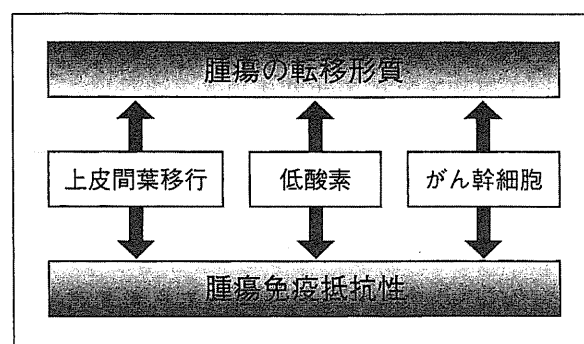 腫瘍の転移形質
上皮間葉移行
低酸素
がん幹細胞
腫瘍免疫抵抗性